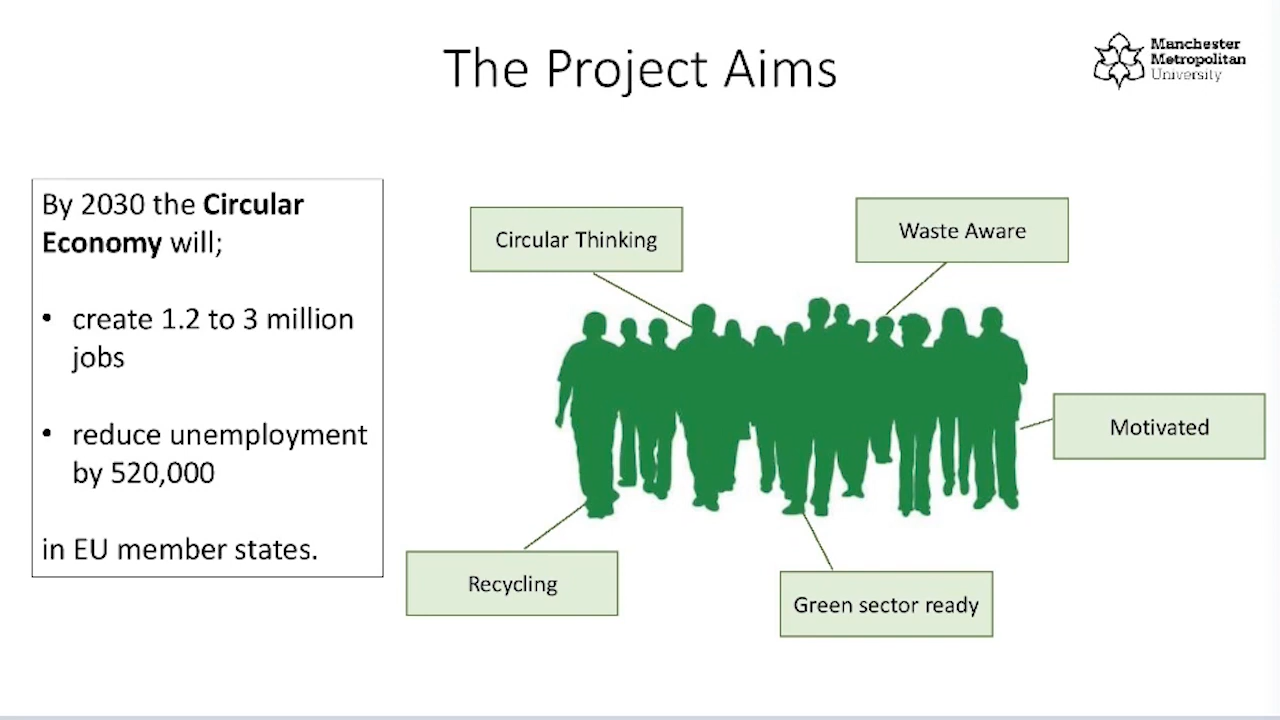 The Project Aims
Manchester
Metropolitan
University
By 2030 the Circular
Economy will;
• create 1.2 to 3 million
jobs
• reduce unemployment
by 520,000
in EU member states.
Circular Thinking
Waste Aware
Motivated
Recycling
Green sector ready